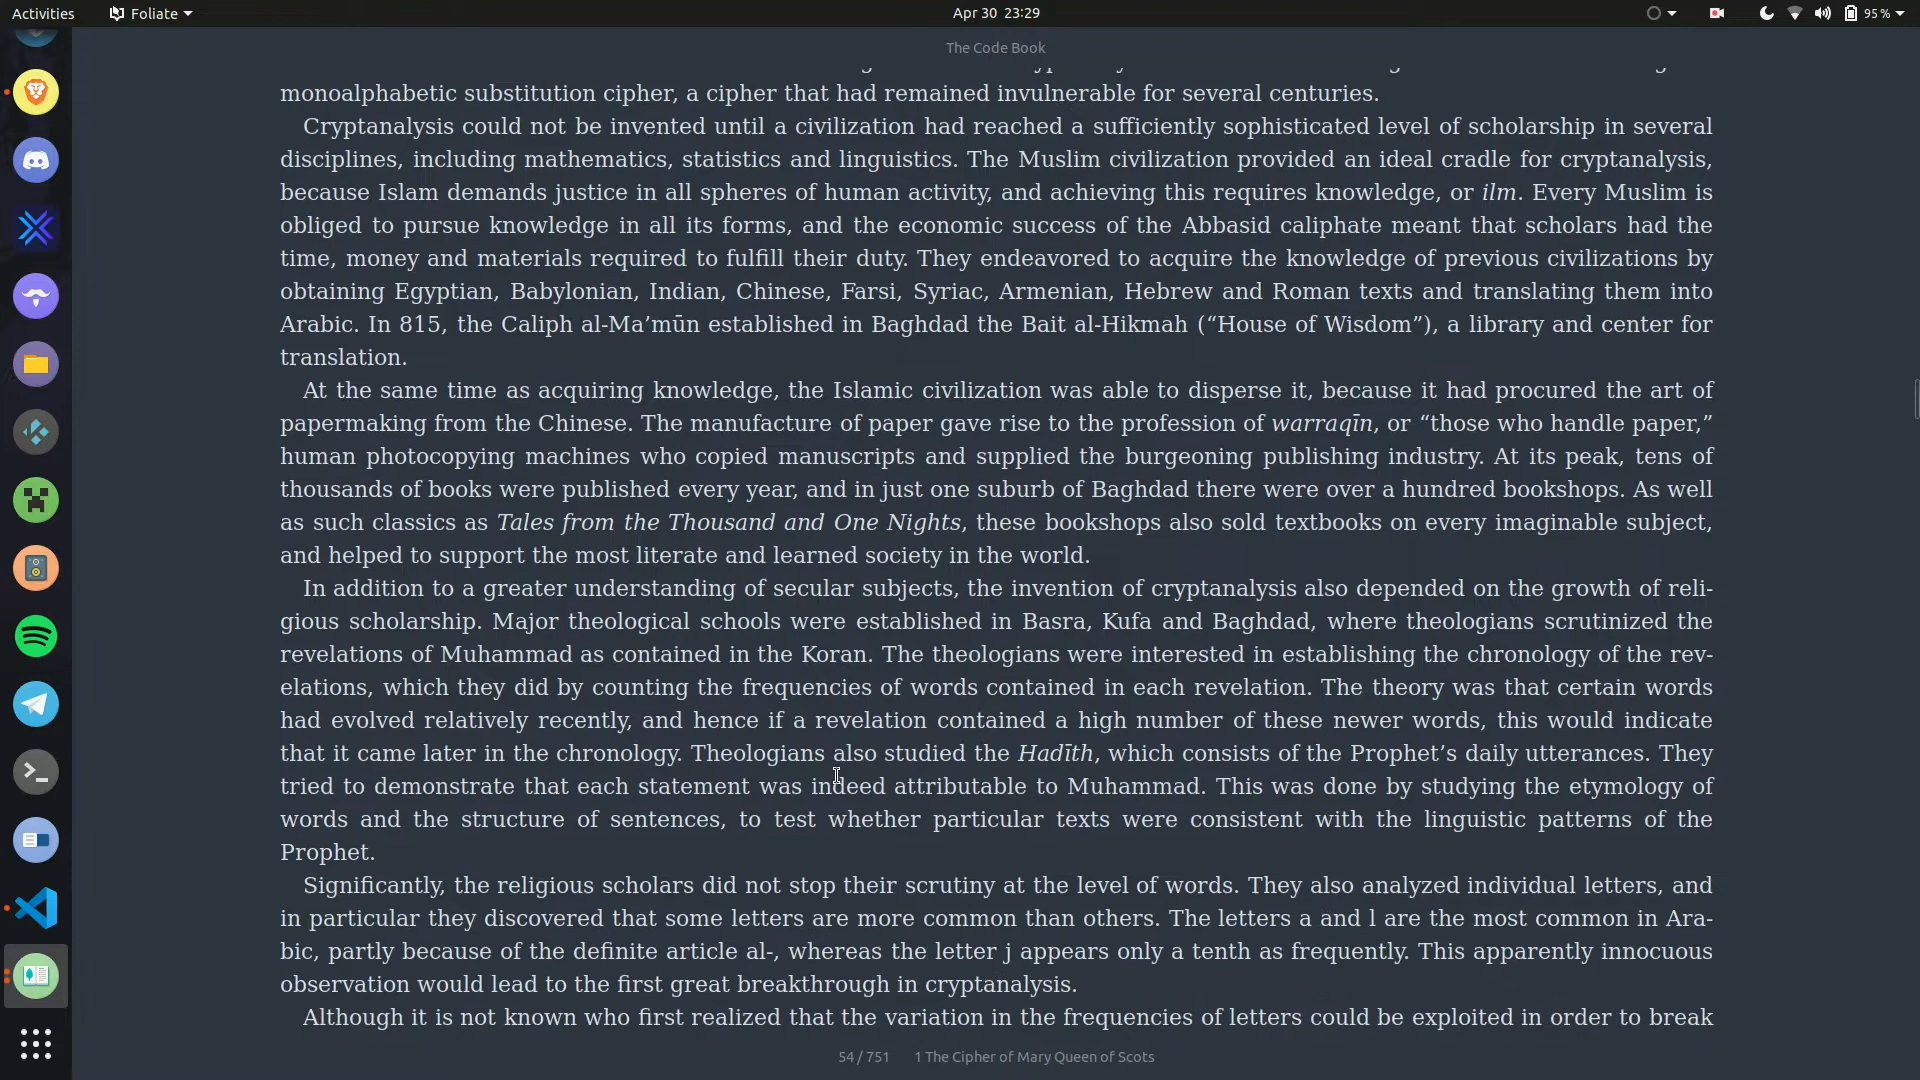 Activities Foliate Apr 30 23:29 95 %
The Code Book
monoalphabetic substitution cipher, a cipher that had remained invulnerable for several centuries.
Cryptanalysis could not be invented until a civilization had reached a sufficiently sophisticated level of scholarship in several
disciplines, including mathematics, statistics and linguistics. The Muslim civilization provided an ideal cradle for cryptanalysis,
because Islam demands justice in all spheres of human activity, and achieving this requires knowledge, or ilm. Every Muslim is
obliged to pursue knowledge in all its forms, and the economic success of the Abbasid caliphate meant that scholars had the
time, money and materials required to fulfill their duty. They endeavored to acquire the knowledge of previous civilizations by
obtaining Egyptian, Babylonian, Indian, Chinese, Farsi, Syriac, Armenian, Hebrew and Roman texts and translating them into
Arabic. In 815, the Caliph al-Ma’mūn established in Baghdad the Bait al-Hikmah (“House of Wisdom”), a library and center for
translation.
At the same time as acquiring knowledge, the Islamic civilization was able to disperse it, because it had procured the art of
papermaking from the Chinese. The manufacture of paper gave rise to the profession of warraqīn, or “those who handle paper,”
human photocopying machines who copied manuscripts and supplied the burgeoning publishing industry. At its peak, tens of
thousands of books were published every year, and in just one suburb of Baghdad there were over a hundred bookshops. As well
as such classics as Tales from the Thousand and One Nights, these bookshops also sold textbooks on every imaginable subject,
and helped to support the most literate and learned society in the world.
In addition to a greater understanding of secular subjects, the invention of cryptanalysis also depended on the growth of reli-
gious scholarship. Major theological schools were established in Basra, Kufa and Baghdad, where theologians scrutinized the
revelations of Muhammad as contained in the Koran. The theologians were interested in establishing the chronology of the rev-
elations, which they did by counting the frequencies of words contained in each revelation. The theory was that certain words
had evolved relatively recently, and hence if a revelation contained a high number of these newer words, this would indicate
that it came later in the chronology. Theologians also studied the Hadīth, which consists of the Prophet’s daily utterances. They
tried to demonstrate that each statement was indeed attributable to Muhammad. This was done by studying the etymology of
words and the structure of sentences, to test whether particular texts were consistent with the linguistic patterns of the
Prophet.
Significantly, the religious scholars did not stop their scrutiny at the level of words. They also analyzed individual letters, and
in particular they discovered that some letters are more common than others. The letters a and l are the most common in Ara-
bic, partly because of the definite article al-, whereas the letter j appears only a tenth as frequently. This apparently innocuous
observation would lead to the first great breakthrough in cryptanalysis.
Although it is not known who first realized that the variation in the frequencies of letters could be exploited in order to break
54 / 751 1 The Cipher of Mary Queen of Scots